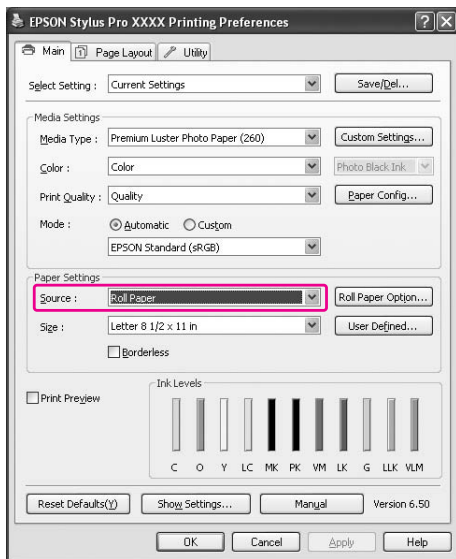 EPSON Stylus Pro XXXX Printing Preferences
Main Page Layout Utility
Select Setting : Current Settings Save/Del...
Media Settings
Media Type : Premium Luster Photo Paper (260) Custom Settings...
Color : Color Photo Black Ink
Print Quality : Quality Paper Config...
Mode : Automatic Custom
EPSON Standard (sRGB)
Paper Settings
Source : Roll Paper Roll Paper Option...
Size : Letter 8 1/2 x 11 in User Defined...
Borderless
Print Preview
Ink Levels
C O Y LC MK PK VM LK G LLK VLM
Reset Defaults(Y) Show Settings... Manual Version 6.50
OK Cancel Apply Help